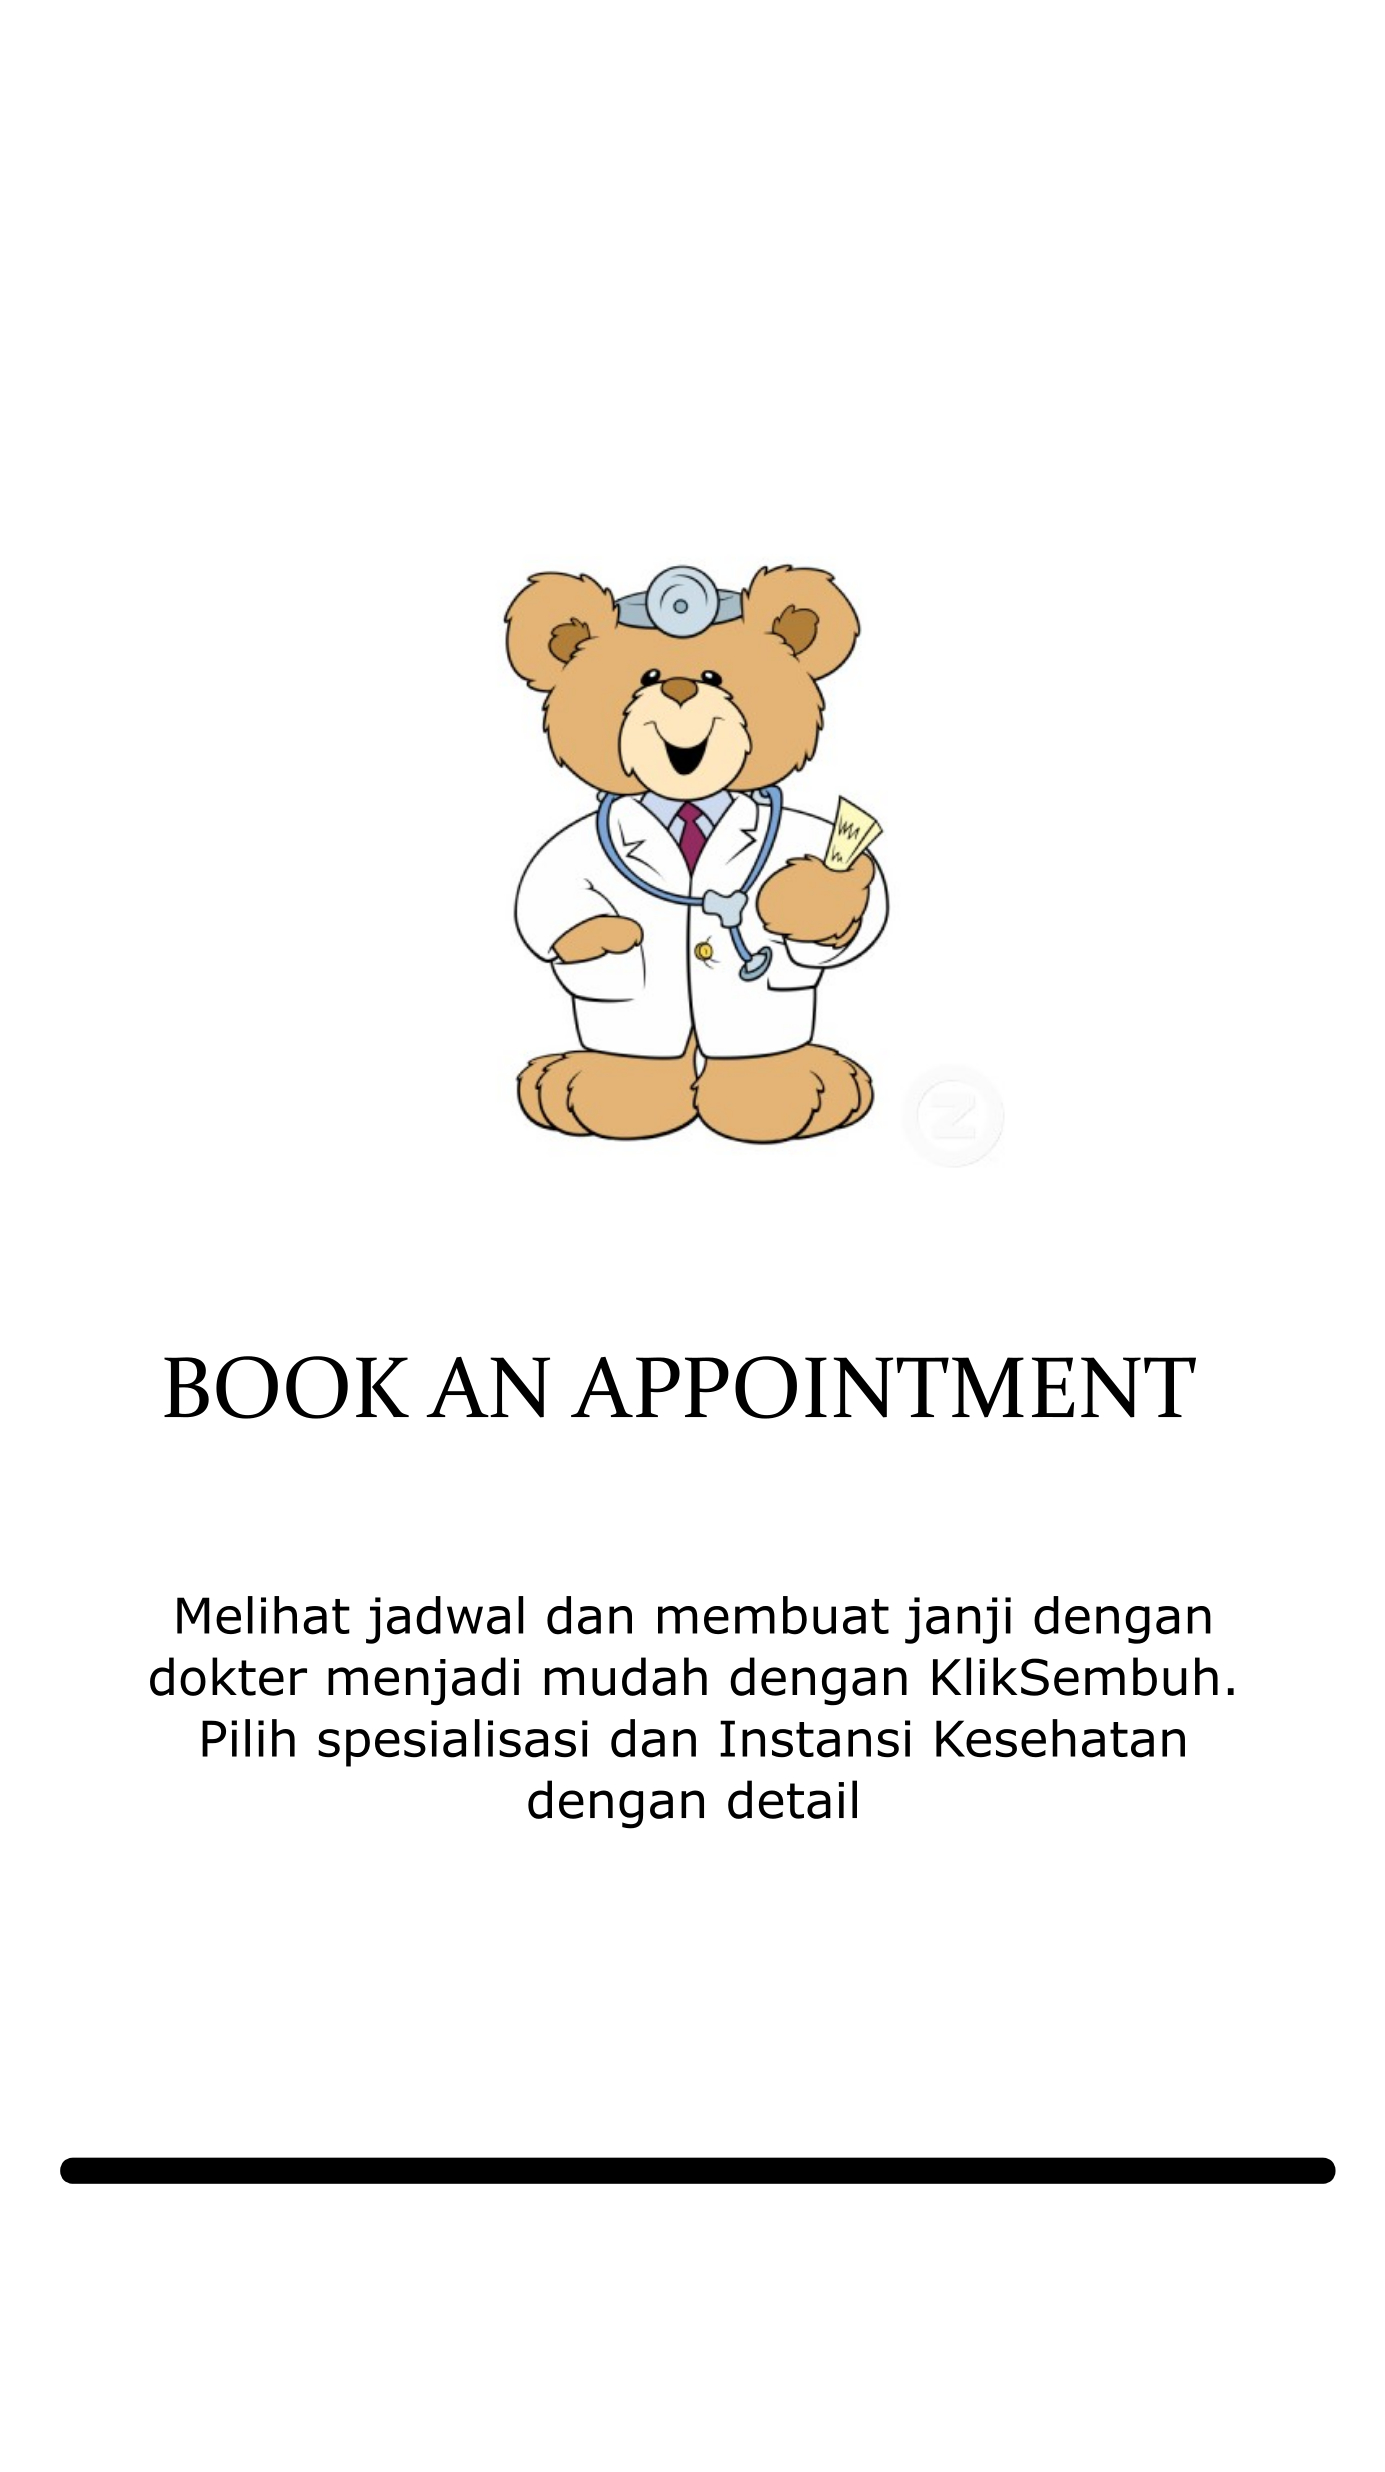 Z
BOOK AN APPOINTMENT
Melihat jadwal dan membuat janji dengan
dokter menjadi mudah dengan KlikSembuh.
Pilih spesialisasi dan Instansi Kesehatan
dengan detail